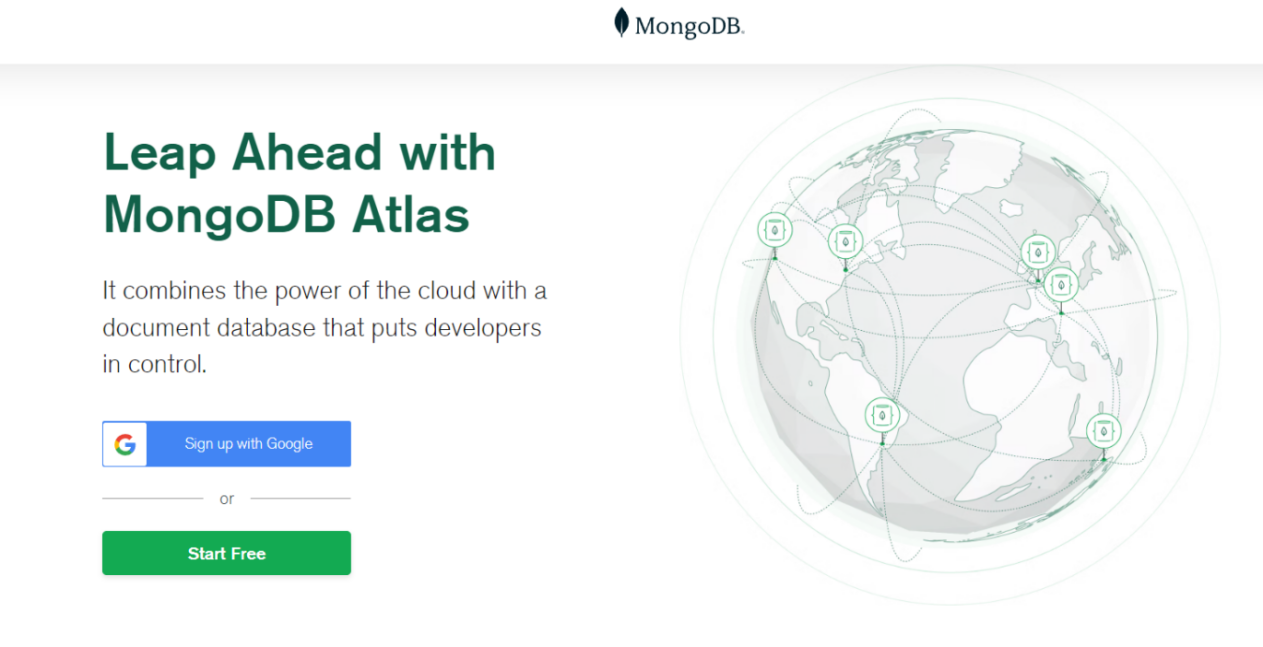 MongoDB.
Leap Ahead with
MongoDB Atlas
It combines the power of the cloud with a
document database that puts developers
in control.
Sign up with Google
or
Start Free